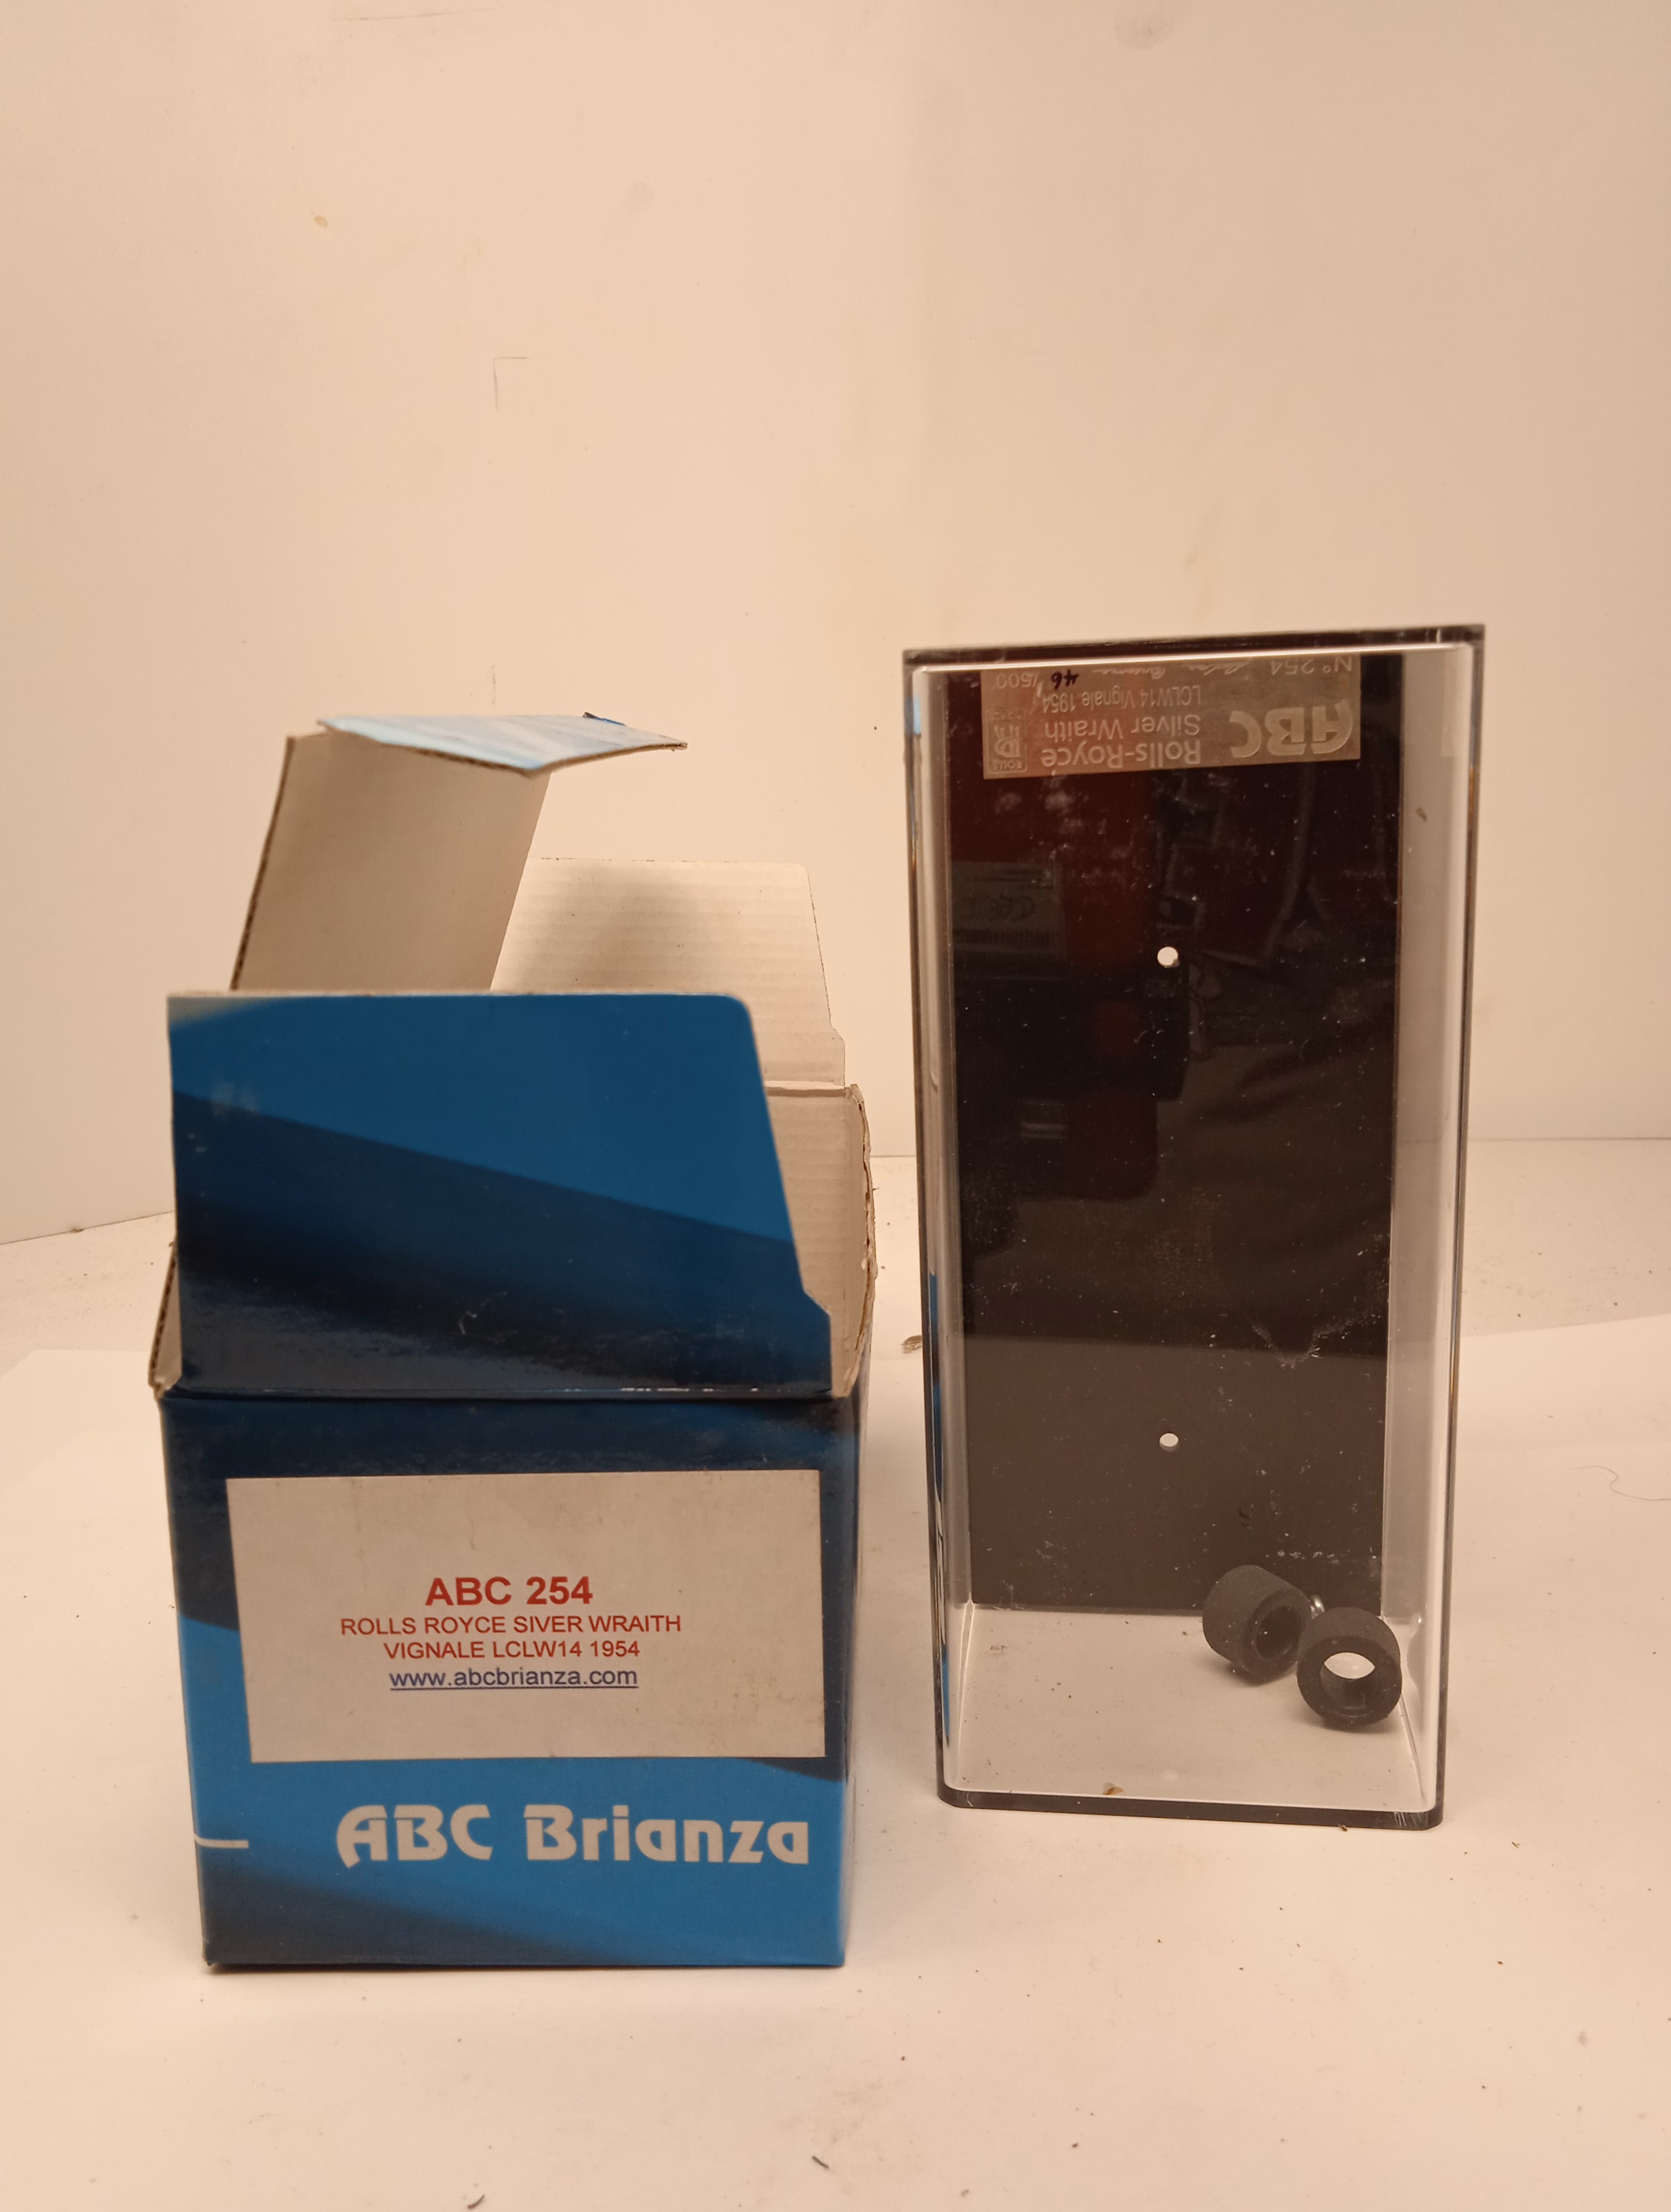 ABC 254
ROLLS ROYCE SIVER WRAITH
VIGNALE LCLW14 1954
www.abcbrianza.com
ABC Brianza
ABC
Rolls-Royce
Silver Wraith
LCLW14 Vignale 1954
N° 254
46 /500